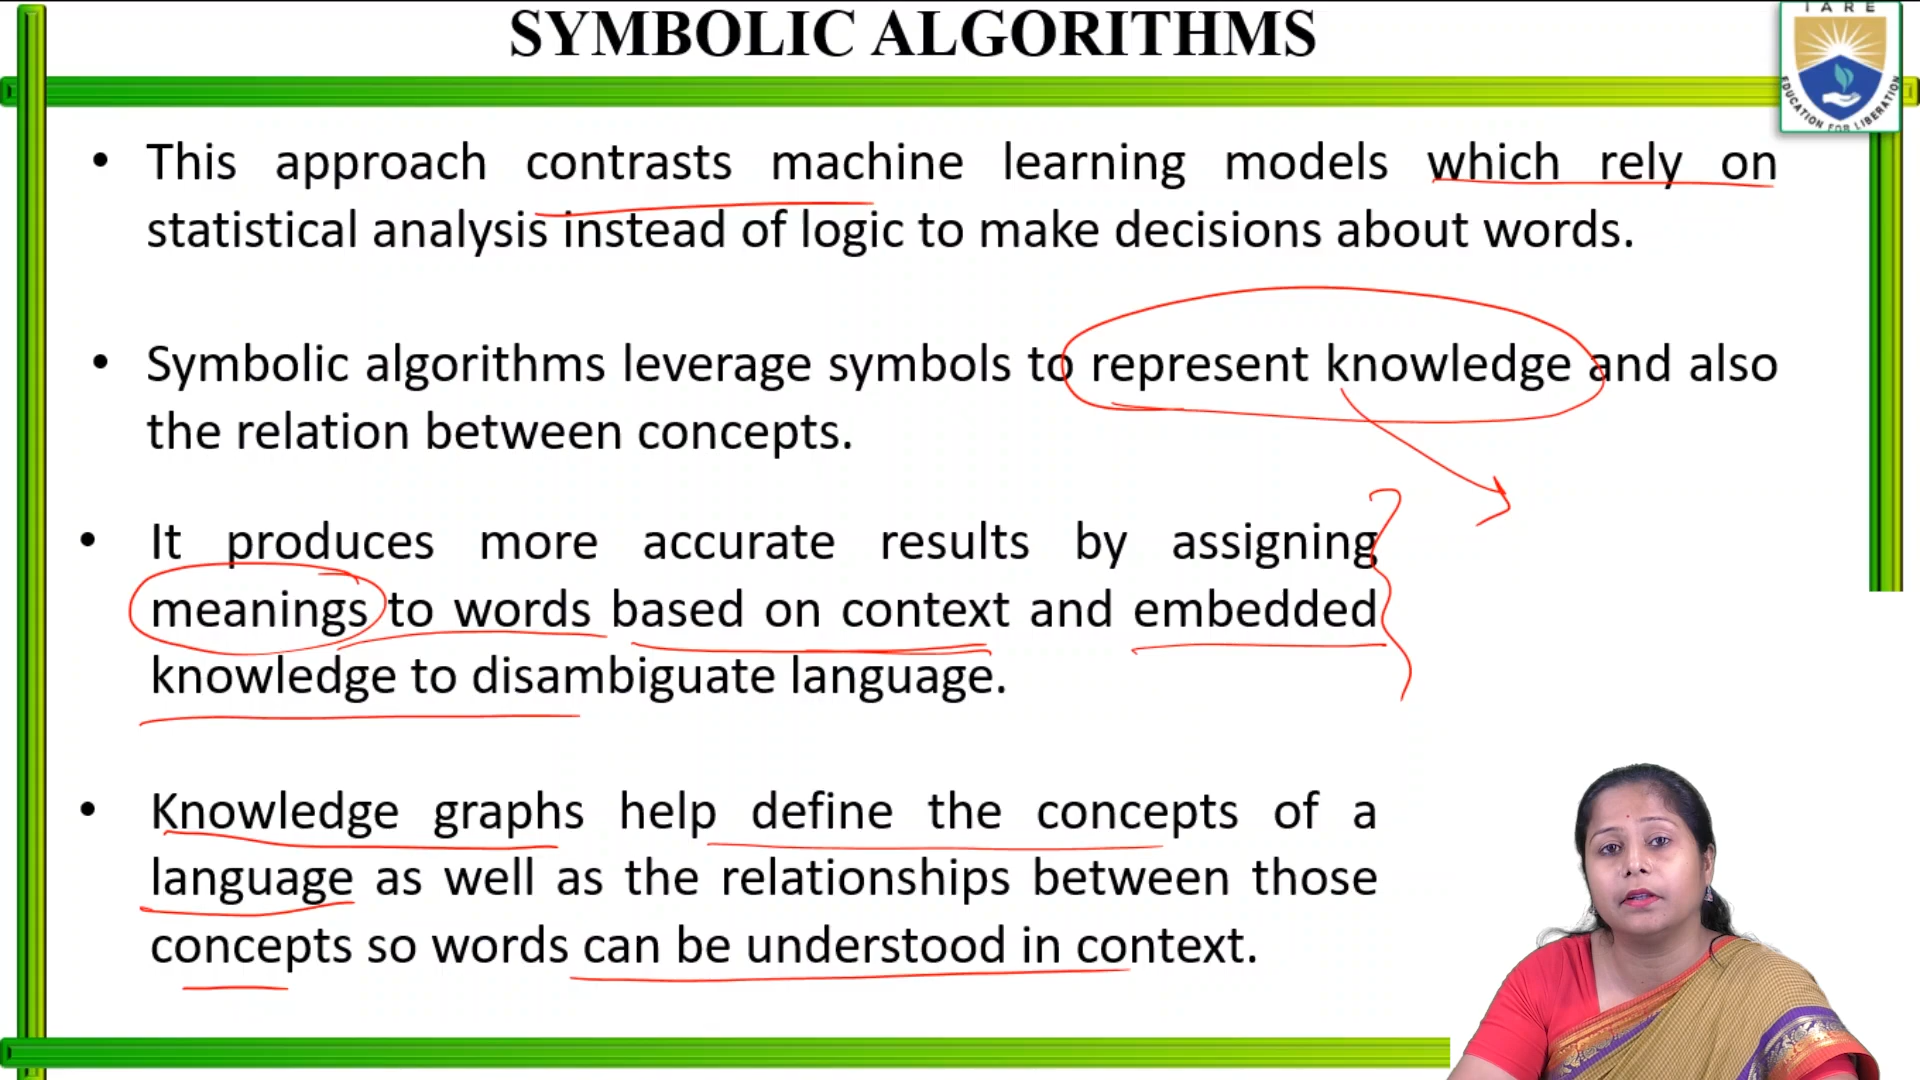 SYMBOLIC ALGORITHMS
IARE
EDUCATION FOR LIBERATION
• This approach contrasts machine learning models which rely on
statistical analysis instead of logic to make decisions about words.
• Symbolic algorithms leverage symbols to represent knowledge and also
the relation between concepts.
• It produces more accurate results by assigning
meanings to words based on context and embedded
knowledge to disambiguate language.
• Knowledge graphs help define the concepts of a
language as well as the relationships between those
concepts so words can be understood in context.